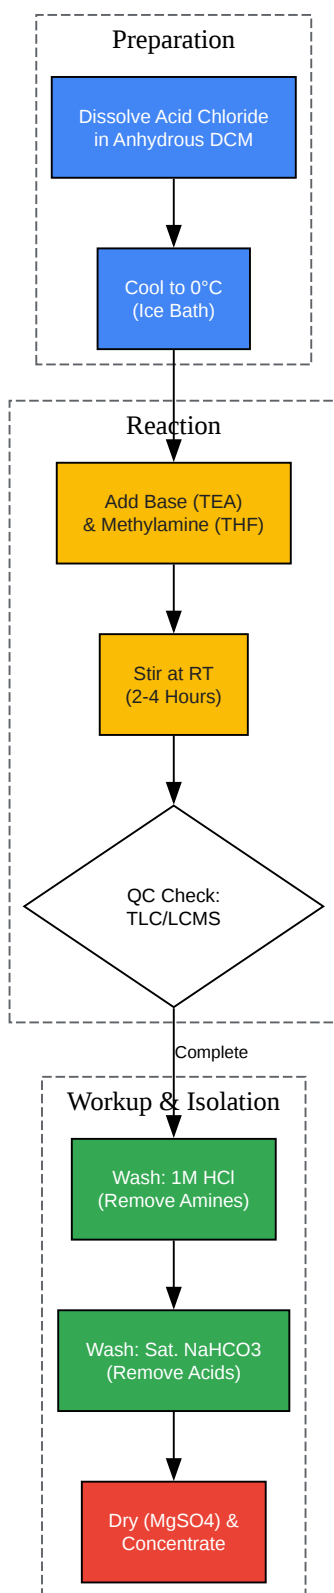 Preparation
Dissolve Acid Chloride
in Anhydrous DCM
Cool to 0°C
(Ice Bath)
Reaction
Add Base (TEA)
& Methylamine (THF)
Stir at RT
(2-4 Hours)
QC Check:
TLC/LCMS
Complete
Workup & Isolation
Wash: 1M HCl
(Remove Amines)
Wash: Sat. NaHCO3
(Remove Acids)
Dry (MgSO4) &
Concentrate